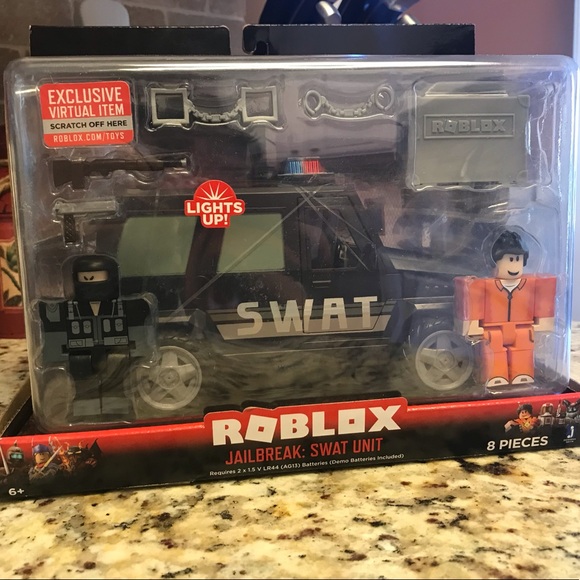 EXCLUSIVE
VIRTUAL ITEM
SCRATCH OFF HERE
ROBLOX.COM/TOYS
ROBLOX
LIGHTS
UP!
SWAT
ROBLOX
JAILBREAK: SWAT UNIT
8 PIECES
Requires 2 x 1.5 V LR44 (AG13) Batteries (Demo Batteries Included)
6+